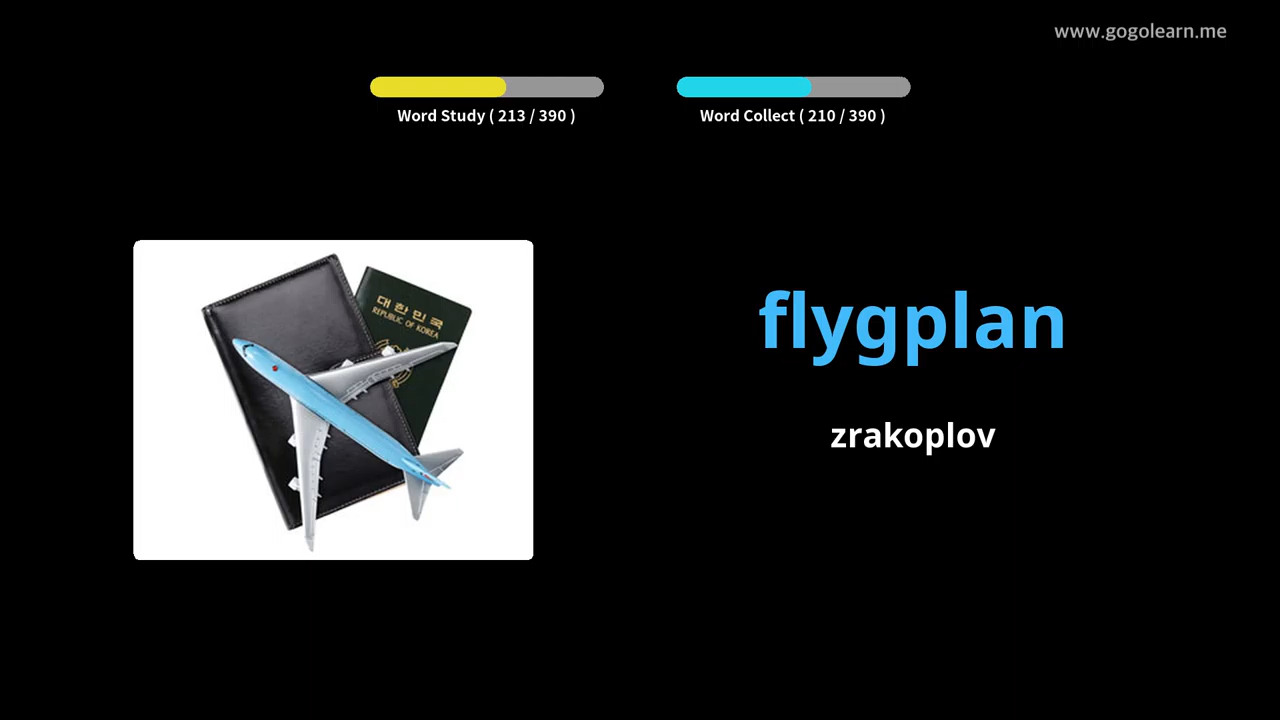 www.gogolearn.me
Word Study ( 213 / 390 )
Word Collect ( 210 / 390 )
대한민국
REPUBLIC OF KOREA
flygplan
zrakoplov